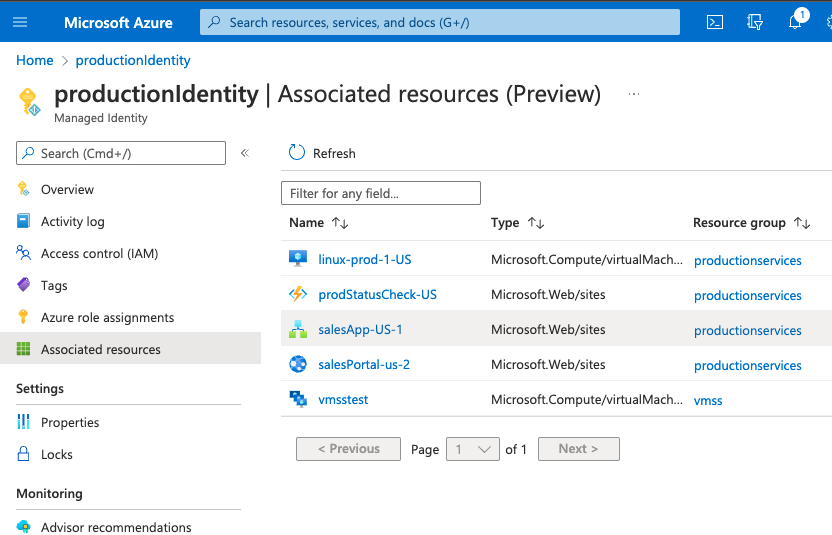 Microsoft Azure
Search resources, services, and docs (G+/)
1
Home > productionIdentity
productionIdentity | Associated resources (Preview) ...
Managed Identity
Search (Cmd+/)
«
Refresh
Overview
Activity log
Access control (IAM)
Tags
Azure role assignments
Associated resources
Settings
Properties
Locks
Monitoring
Advisor recommendations
Filter for any field...
Name ↑↓ Type ↑↓ Resource group ↑↓
linux-prod-1-US Microsoft.Compute/virtualMach... productionservices
prodStatusCheck-US Microsoft.Web/sites productionservices
salesApp-US-1 Microsoft.Web/sites productionservices
salesPortal-us-2 Microsoft.Web/sites productionservices
vmsstest Microsoft.Compute/virtualMach... vmss
< Previous Page 1 of 1 Next >